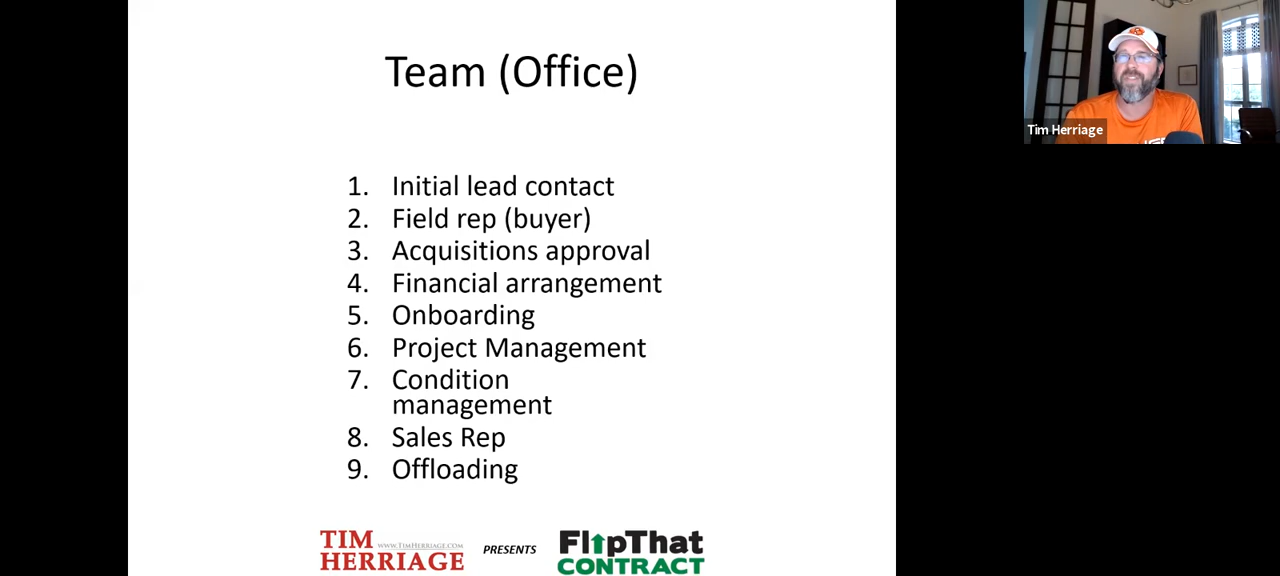 Team (Office)
1. Initial lead contact
2. Field rep (buyer)
3. Acquisitions approval
4. Financial arrangement
5. Onboarding
6. Project Management
7. Condition
management
8. Sales Rep
9. Offloading
TIM
WWW.TIMHERRIAGE.COM
HERRIAGE
PRESENTS
FlipThat
CONTRACT
Tim Herriage